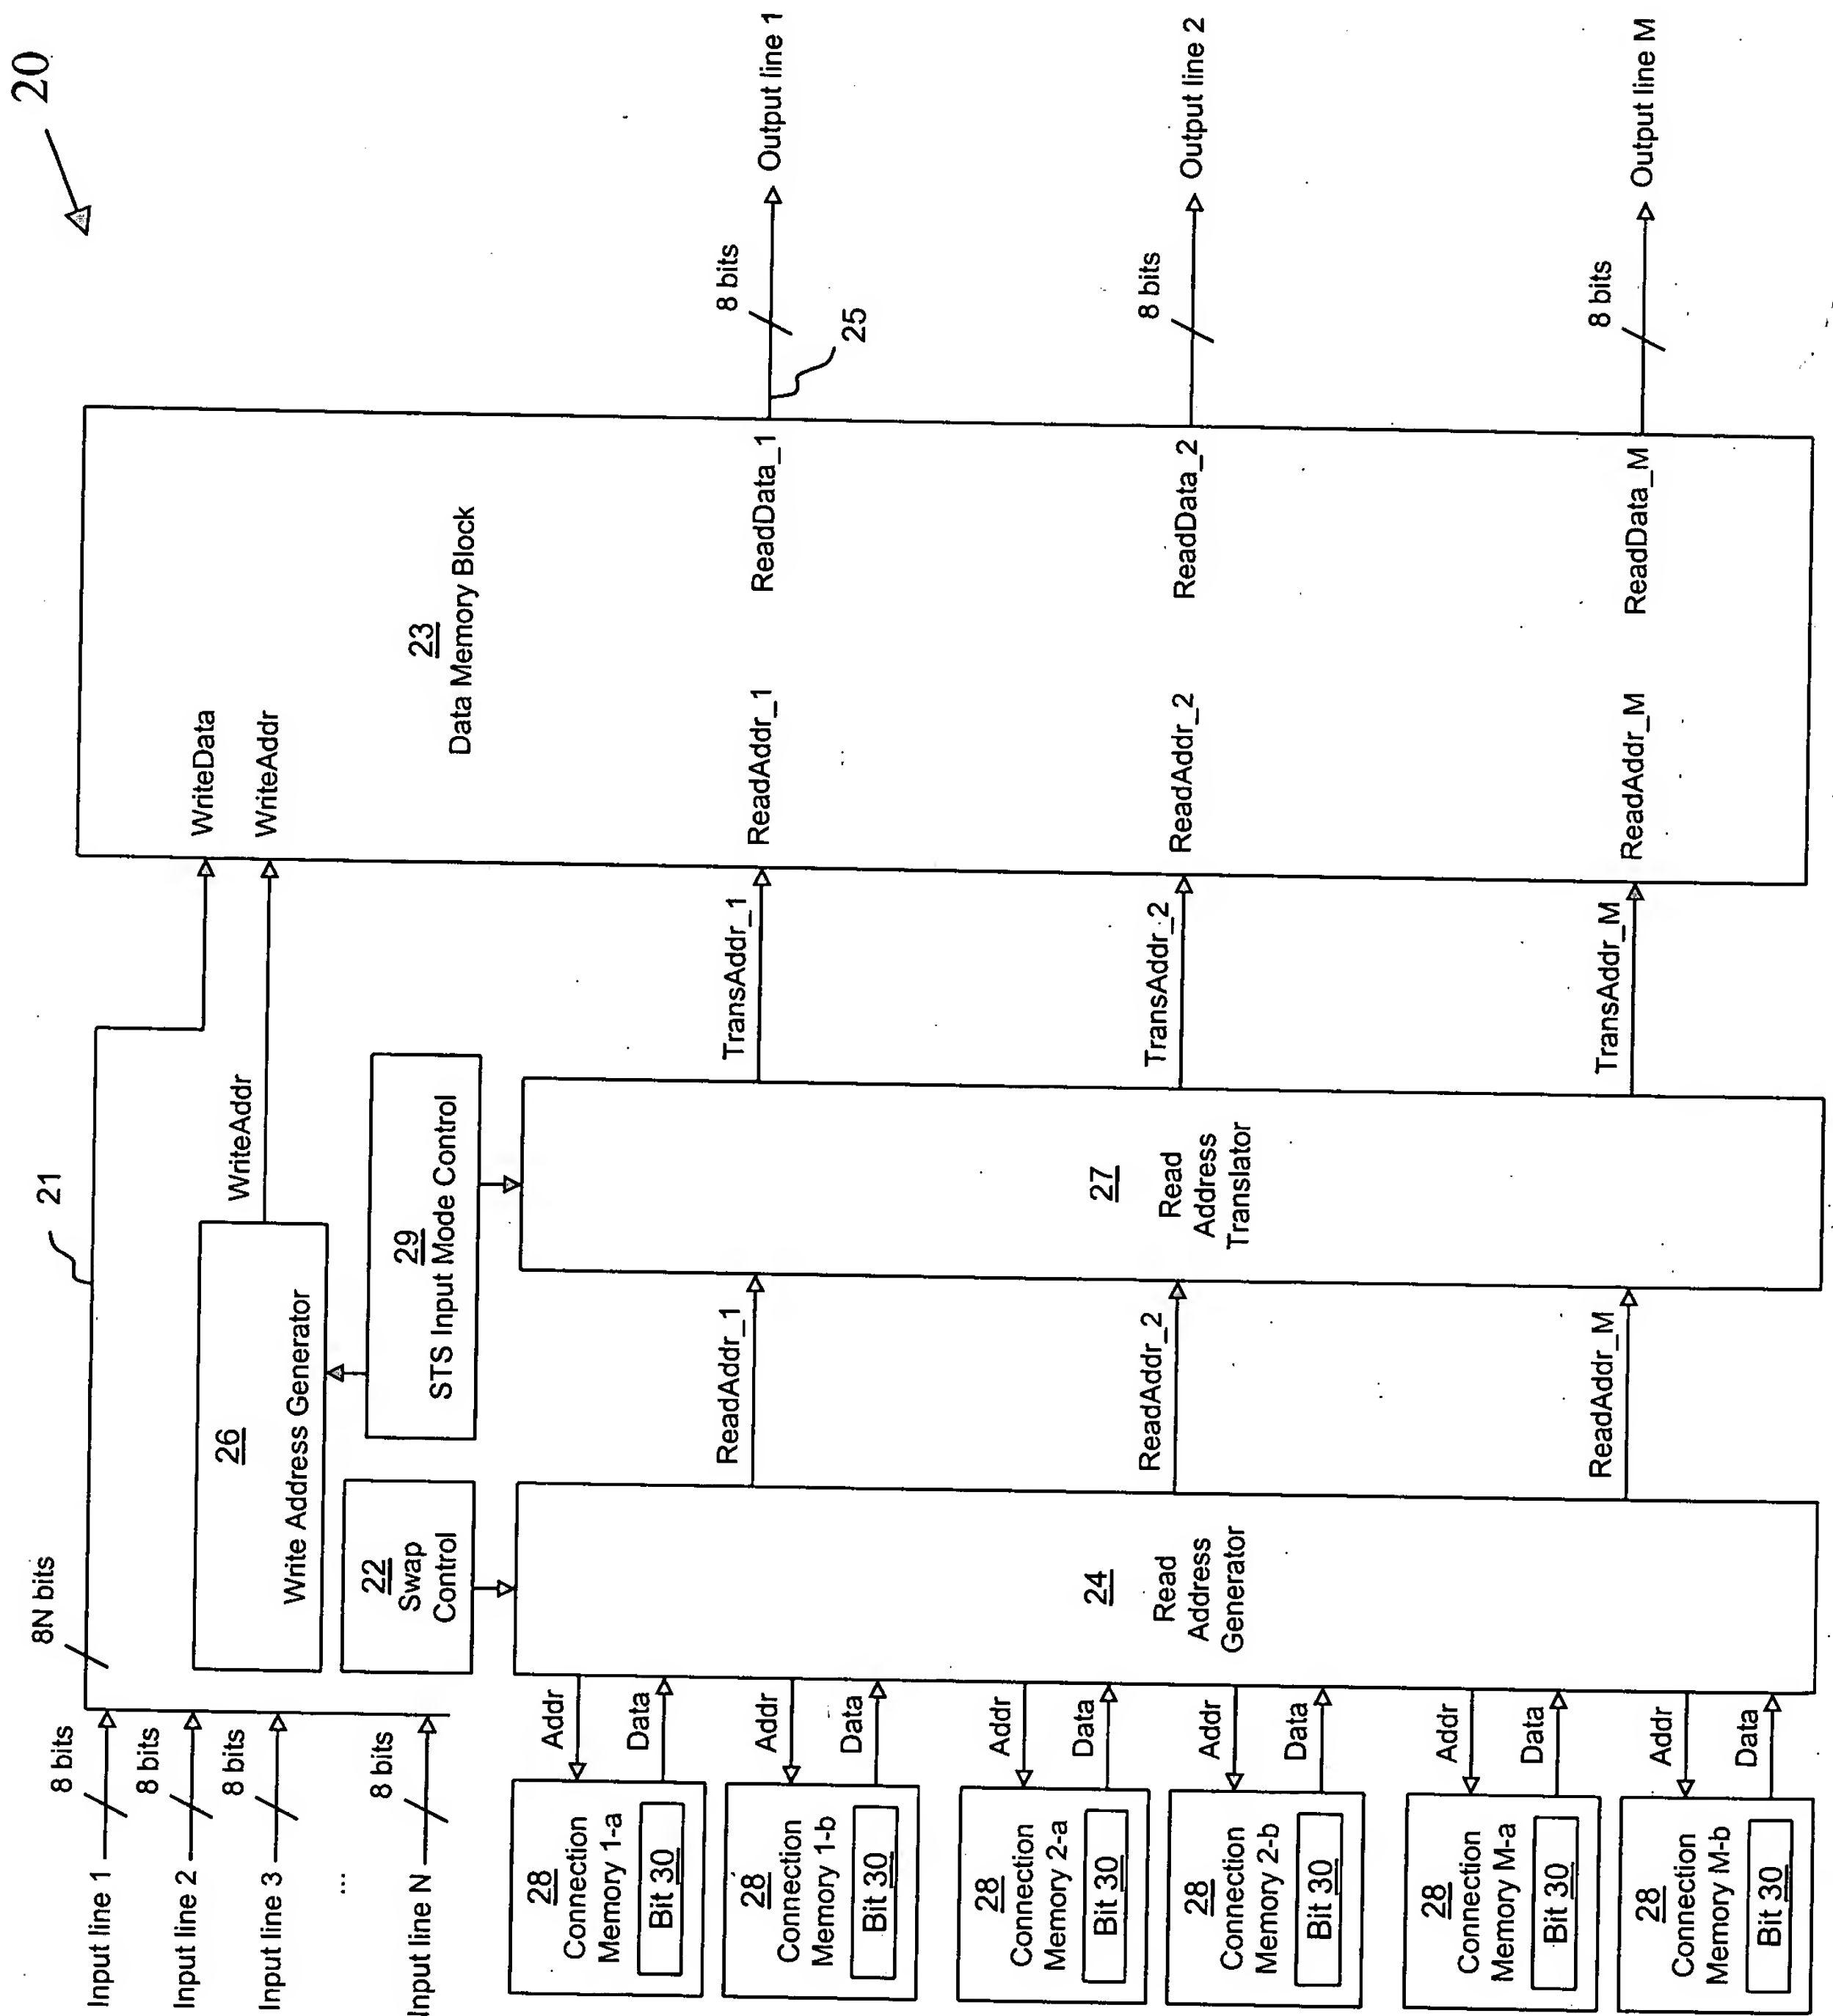 20
Input line 1
8 bits
Input line 2
8 bits
Input line 3
8 bits
...
Input line N
8 bits
8N bits
21
26
Write Address Generator
WriteAddr
WriteData
WriteAddr
22
Swap
Control
29
STS Input Mode Control
23
Data Memory Block
28
Connection
Memory 1-a
Bit 30
Addr
Data
28
Connection
Memory 1-b
Bit 30
Addr
Data
28
Connection
Memory 2-a
Bit 30
Addr
Data
28
Connection
Memory 2-b
Bit 30
Addr
Data
28
Connection
Memory M-a
Bit 30
Addr
Data
28
Connection
Memory M-b
Bit 30
Addr
Data
24
Read
Address
Generator
ReadAddr_1
ReadAddr_2
ReadAddr_M
27
Read
Address
Translator
TransAddr_1
TransAddr_2
TransAddr_M
ReadAddr_1
ReadData_1
ReadAddr_2
ReadData_2
ReadAddr_M
ReadData_M
8 bits
25
Output line 1
8 bits
Output line 2
8 bits
Output line M